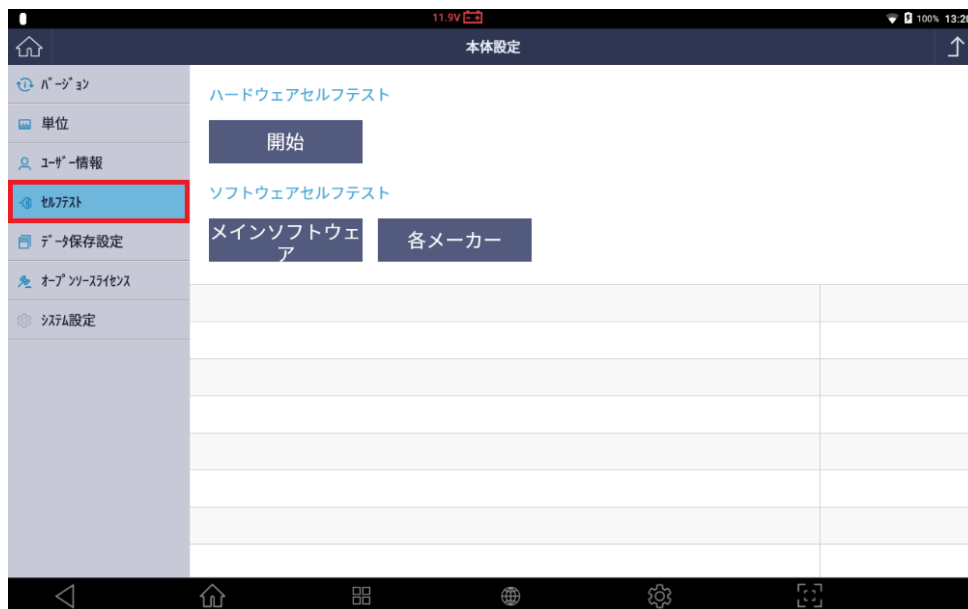 11.9V
100% 13:20
本体設定
ﾊﾞｰｼﾞｮﾝ
単位
ﾕｰｻﾞｰ情報
ｾﾙﾌﾃｽﾄ
ﾃﾞｰﾀ保存設定
ｵｰﾌﾟﾝｿｰｽﾗｲｾﾝｽ
ｼｽﾃﾑ設定
ハードウェアセルフテスト
開始
ソフトウェアセルフテスト
メインソフトウェ
ア
各メーカー